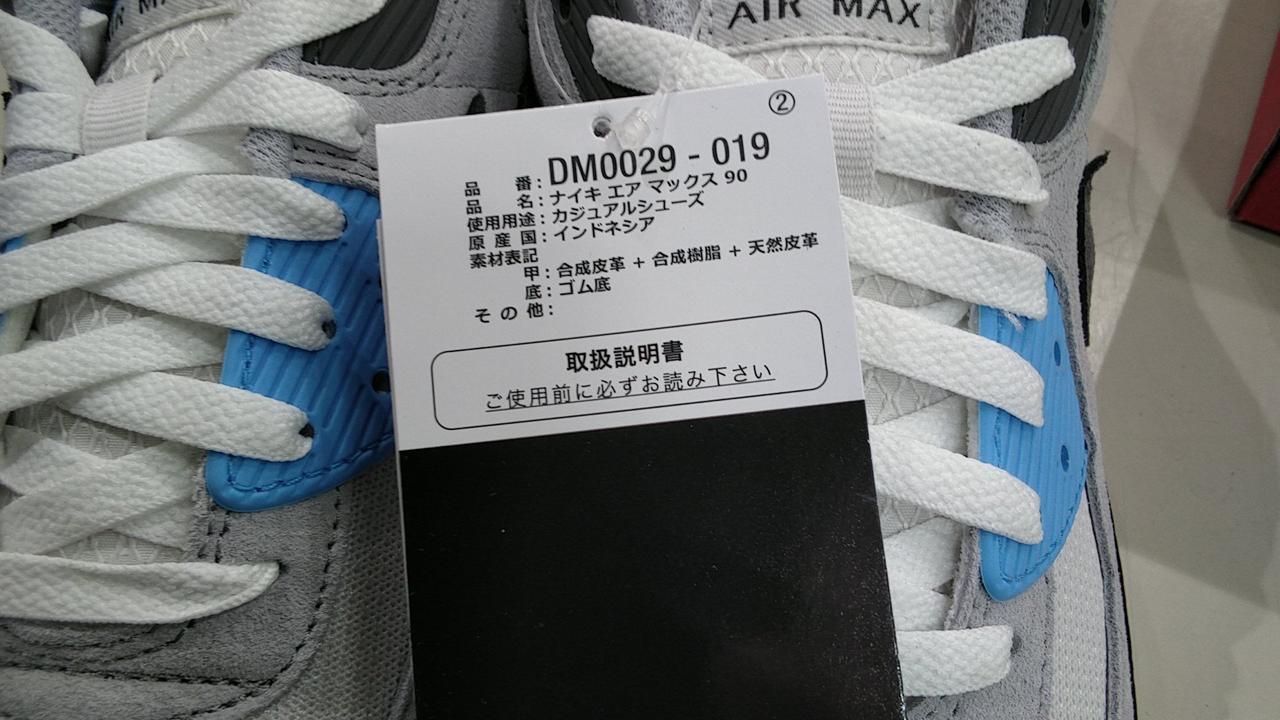 AIR MAX
②
DM0029 - 019
品 番:
品 名: ナイキ エア マックス 90
使用用途: カジュアルシューズ
原 産 国: インドネシア
素材表記
甲: 合成皮革 + 合成樹脂 + 天然皮革
底: ゴム底
そ の 他:
取扱説明書
ご使用前に必ずお読み下さい